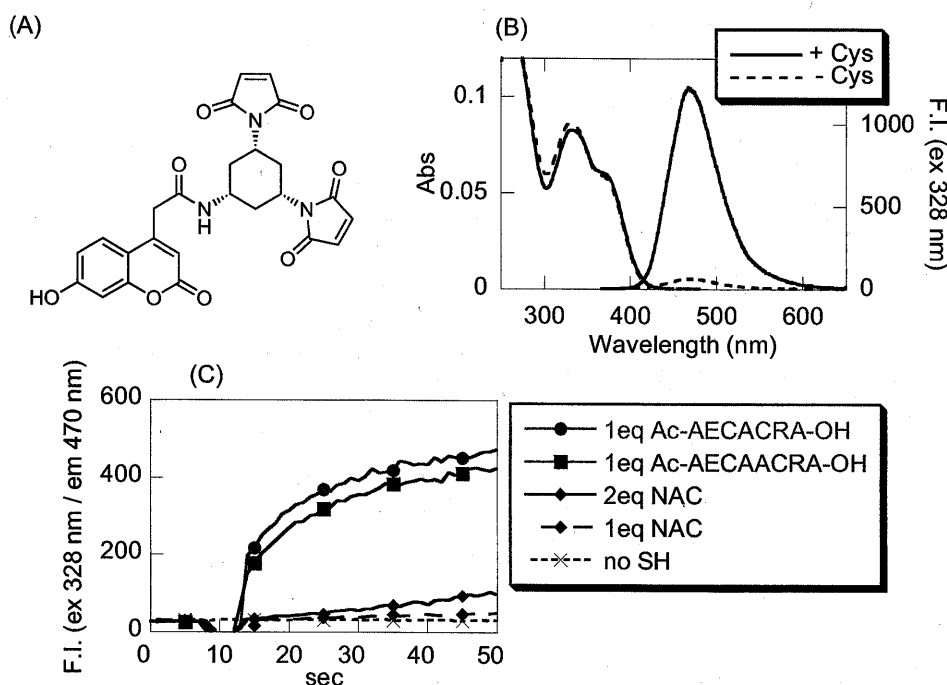 (A)
O
O
N
O
N
H
O
N
O
O
HO
O
O
(B)
+ Cys
- Cys
0.1
0.05
0
Abs
1000
500
0
F.I. (ex 328 nm)
300
400
500
600
Wavelength (nm)
(C)
600
400
200
0
F.I. (ex 328 nm / em 470 nm)
0
10
20
30
40
50
sec
1eq Ac-AECACRA-OH
1eq Ac-AECAACRA-OH
2eq NAC
1eq NAC
no SH